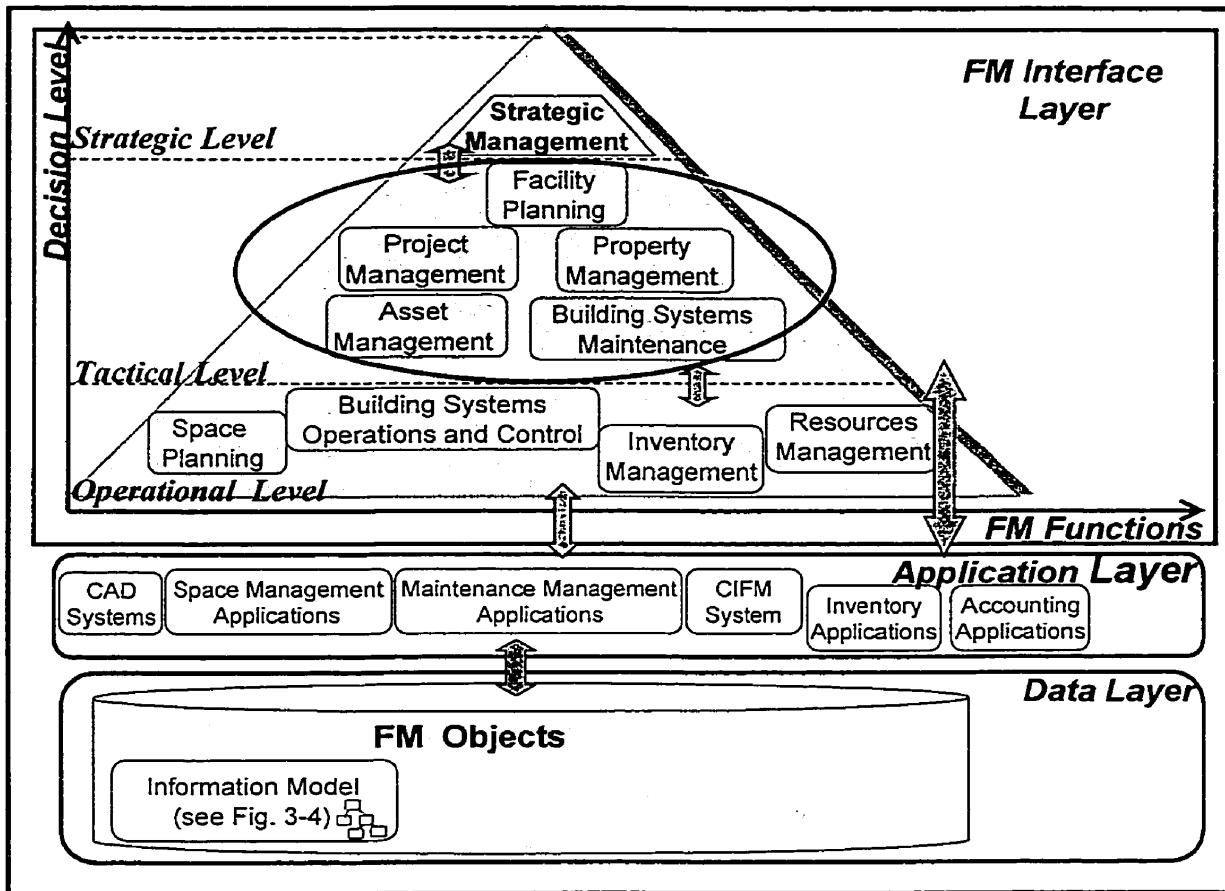 Decision Level
FM Interface
Layer
Strategic
Management
Strategic Level
Facility
Planning
Project
Management
Property
Management
Asset
Management
Building Systems
Maintenance
Tactical Level
Space
Planning
Building Systems
Operations and Control
Inventory
Management
Resources
Management
Operational Level
FM Functions
Application Layer
CAD
Systems
Space Management
Applications
Maintenance Management
Applications
CIFM
System
Inventory
Applications
Accounting
Applications
Data Layer
FM Objects
Information Model
(see Fig. 3-4)